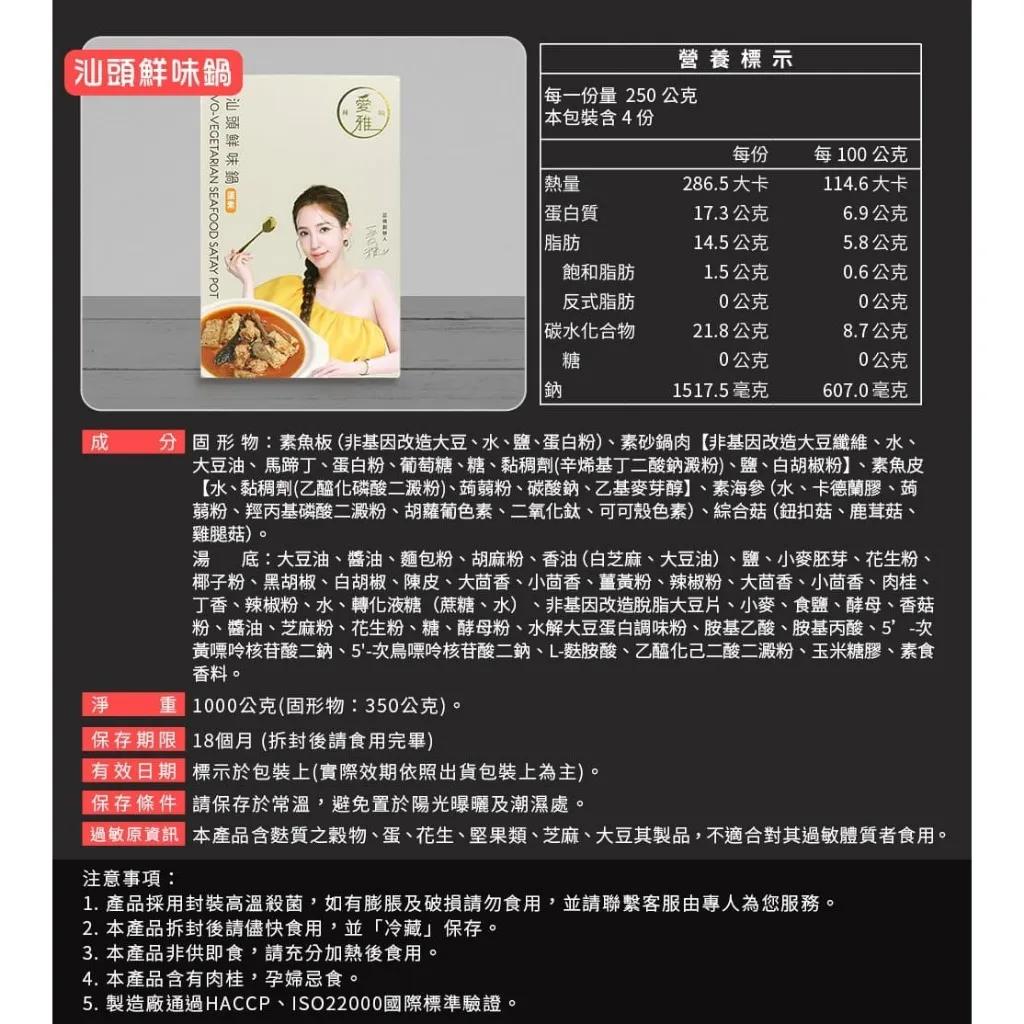 汕頭鮮味鍋
愛雅
汕頭鮮味鍋 蛋素
VO-VEGETARIAN SEAFOOD SATAY POT
營養標示
每一份量 250 公克
本包裝含 4 份
每份 每 100 公克
熱量 286.5 大卡 114.6 大卡
蛋白質 17.3 公克 6.9 公克
脂肪 14.5 公克 5.8 公克
飽和脂肪 1.5 公克 0.6 公克
反式脂肪 0 公克 0 公克
碳水化合物 21.8 公克 8.7 公克
糖 0 公克 0 公克
鈉 1517.5 毫克 607.0 毫克
成分 固形物：素魚板（非基因改造大豆、水、鹽、蛋白粉）、素砂鍋肉【非基因改造大豆纖維、水、
大豆油、馬蹄丁、蛋白粉、葡萄糖、糖、黏稠劑(辛烯基丁二酸鈉澱粉)、鹽、白胡椒粉】、素魚皮
【水、黏稠劑(乙醯化磷酸二澱粉)、蒟蒻粉、碳酸鈉、乙基麥芽醇】、素海參（水、卡德蘭膠、蒟
蒻粉、羥丙基磷酸二澱粉、胡蘿蔔色素、二氧化鈦、可可殼色素）、綜合菇（鈕扣菇、鹿茸菇、
雞腿菇）。
湯底：大豆油、醬油、麵包粉、胡麻粉、香油（白芝麻、大豆油）、鹽、小麥胚芽、花生粉、
椰子粉、黑胡椒、白胡椒、陳皮、大茴香、小茴香、薑黃粉、辣椒粉、大茴香、小茴香、肉桂、
丁香、辣椒粉、水、轉化液糖（蔗糖、水）、非基因改造脫脂大豆片、小麥、食鹽、酵母、香菇
粉、醬油、芝麻粉、花生粉、糖、酵母粉、水解大豆蛋白調味粉、胺基乙酸、胺基丙酸、5’-次
黃嘌呤核苷酸二鈉、5'-次鳥嘌呤核苷酸二鈉、L-麩胺酸、乙醯化己二酸二澱粉、玉米糖膠、素食
香料。
淨重 1000公克(固形物：350公克)。
保存期限 18個月 (拆封後請食用完畢)
有效日期 標示於包裝上(實際效期依照出貨包裝上為主)。
保存條件 請保存於常溫，避免置於陽光曝曬及潮濕處。
過敏原資訊 本產品含麩質之穀物、蛋、花生、堅果類、芝麻、大豆其製品，不適合對其過敏體質者食用。
注意事項：
1. 產品採用封裝高溫殺菌，如有膨脹及破損請勿食用，並請聯繫客服由專人為您服務。
2. 本產品拆封後請儘快食用，並「冷藏」保存。
3. 本產品非供即食，請充分加熱後食用。
4. 本產品含有肉桂，孕婦忌食。
5. 製造廠通過HACCP、ISO22000國際標準驗證。